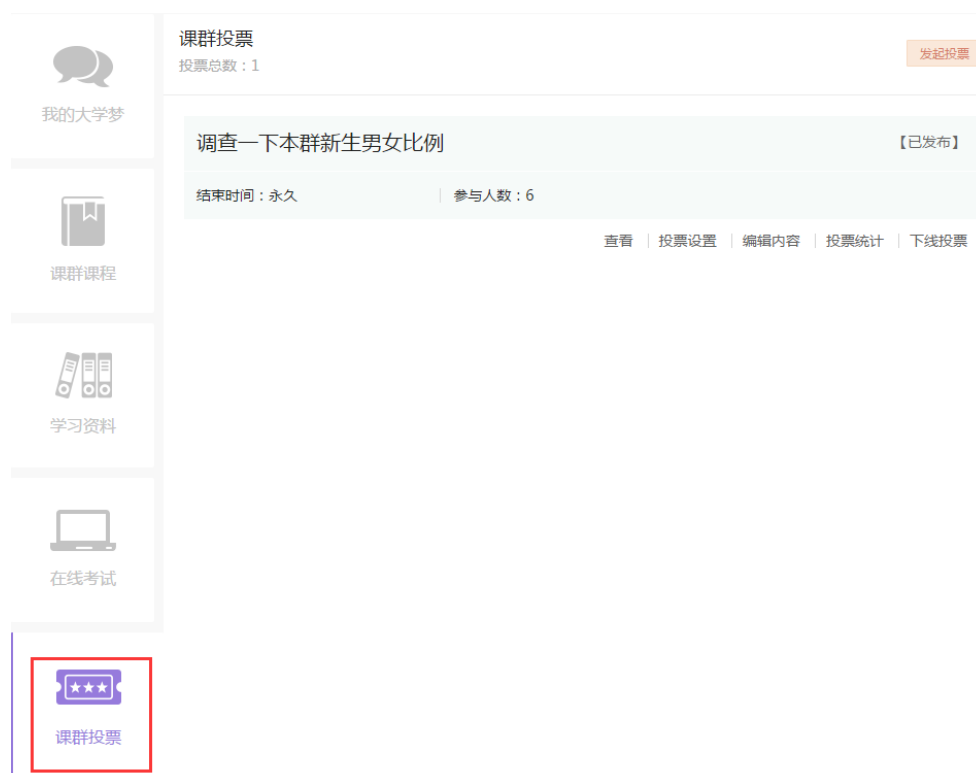 课群投票
投票总数：1
发起投票
我的大学梦
调查一下本群新生男女比例
【已发布】
结束时间：永久
参与人数：6
查看 投票设置 编辑内容 投票统计 下线投票
课群课程
学习资料
在线考试
课群投票